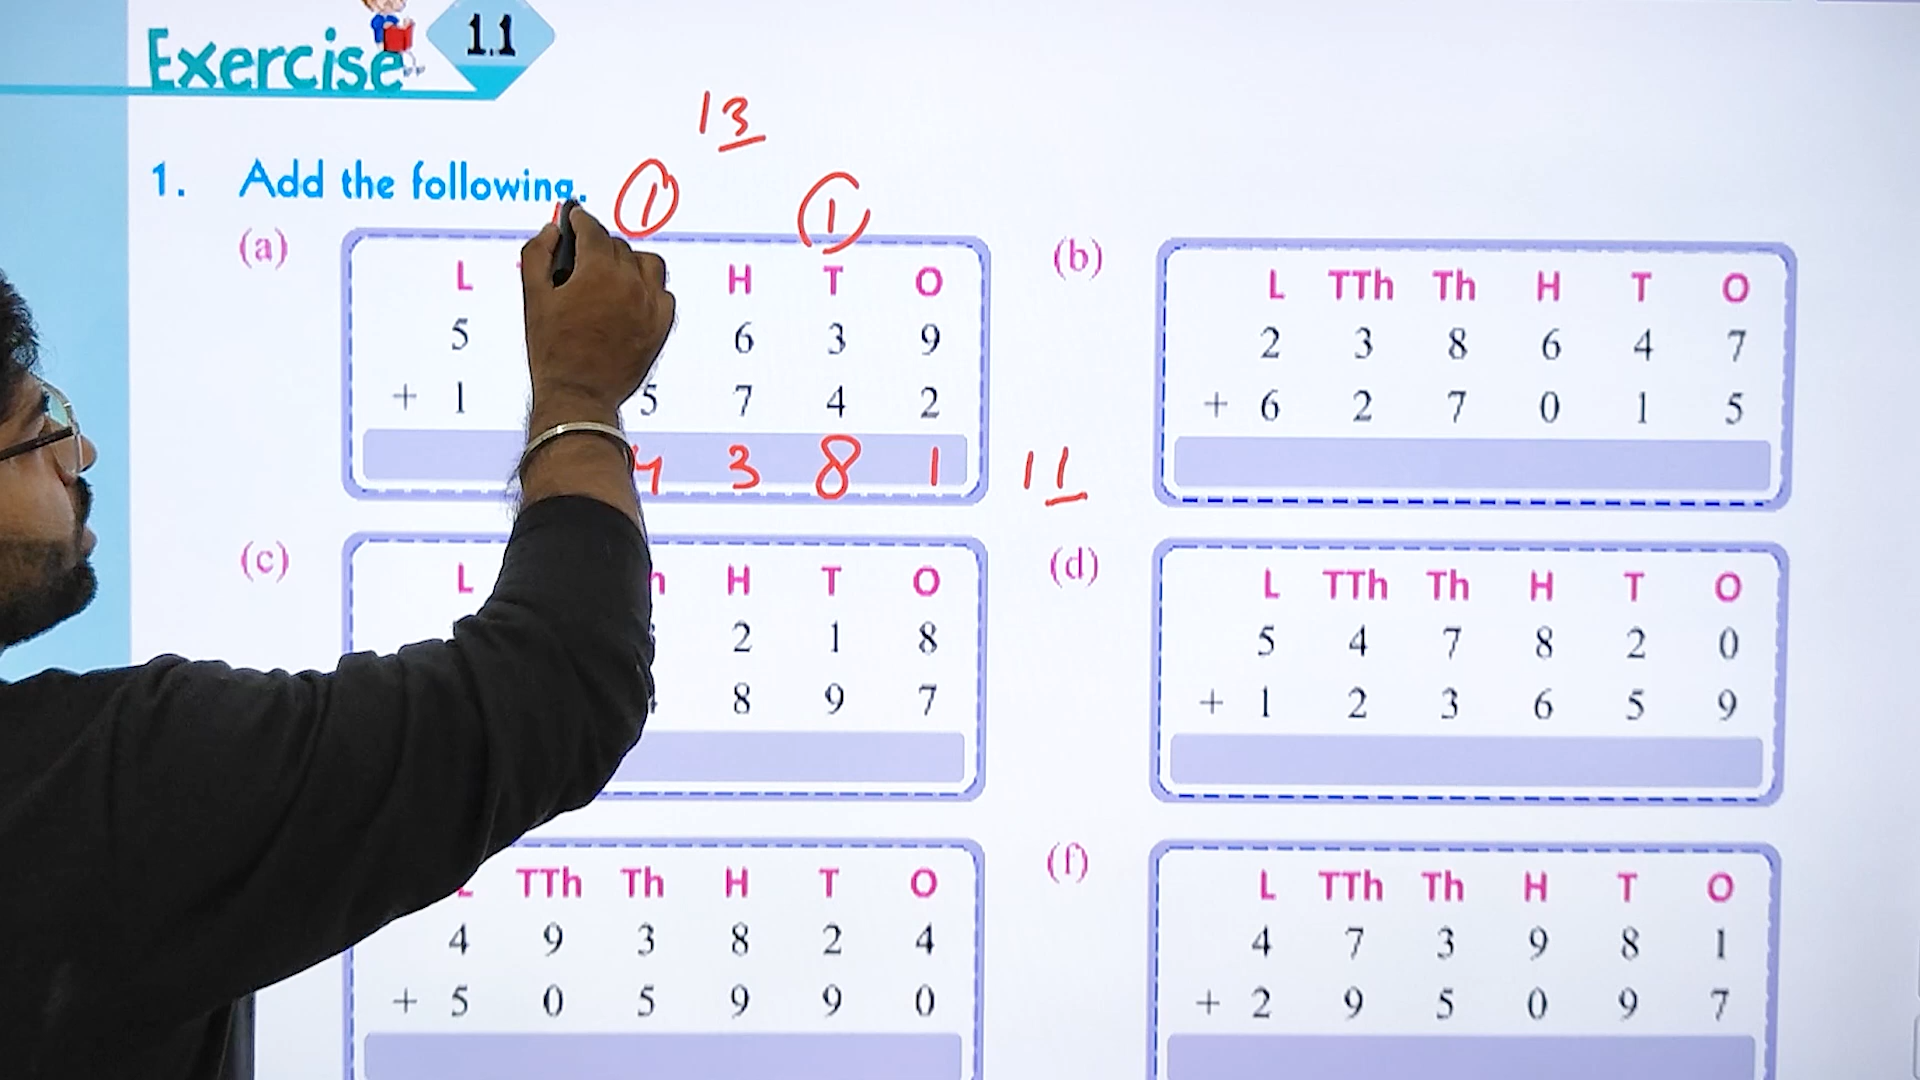 Exercise 1.1
13
1. Add the following.
1 1
(a)
L H T O
5 6 3 9
+ 1 5 7 4 2
4 3 8 1 11
(b)
L TTh Th H T O
2 3 8 6 4 7
+ 6 2 7 0 1 5
(c)
L H T O
2 1 8
8 9 7
(d)
L TTh Th H T O
5 4 7 8 2 0
+ 1 2 3 6 5 9
TTh Th H T O
4 9 3 8 2 4
+ 5 0 5 9 9 0
(f)
L TTh Th H T O
4 7 3 9 8 1
+ 2 9 5 0 9 7